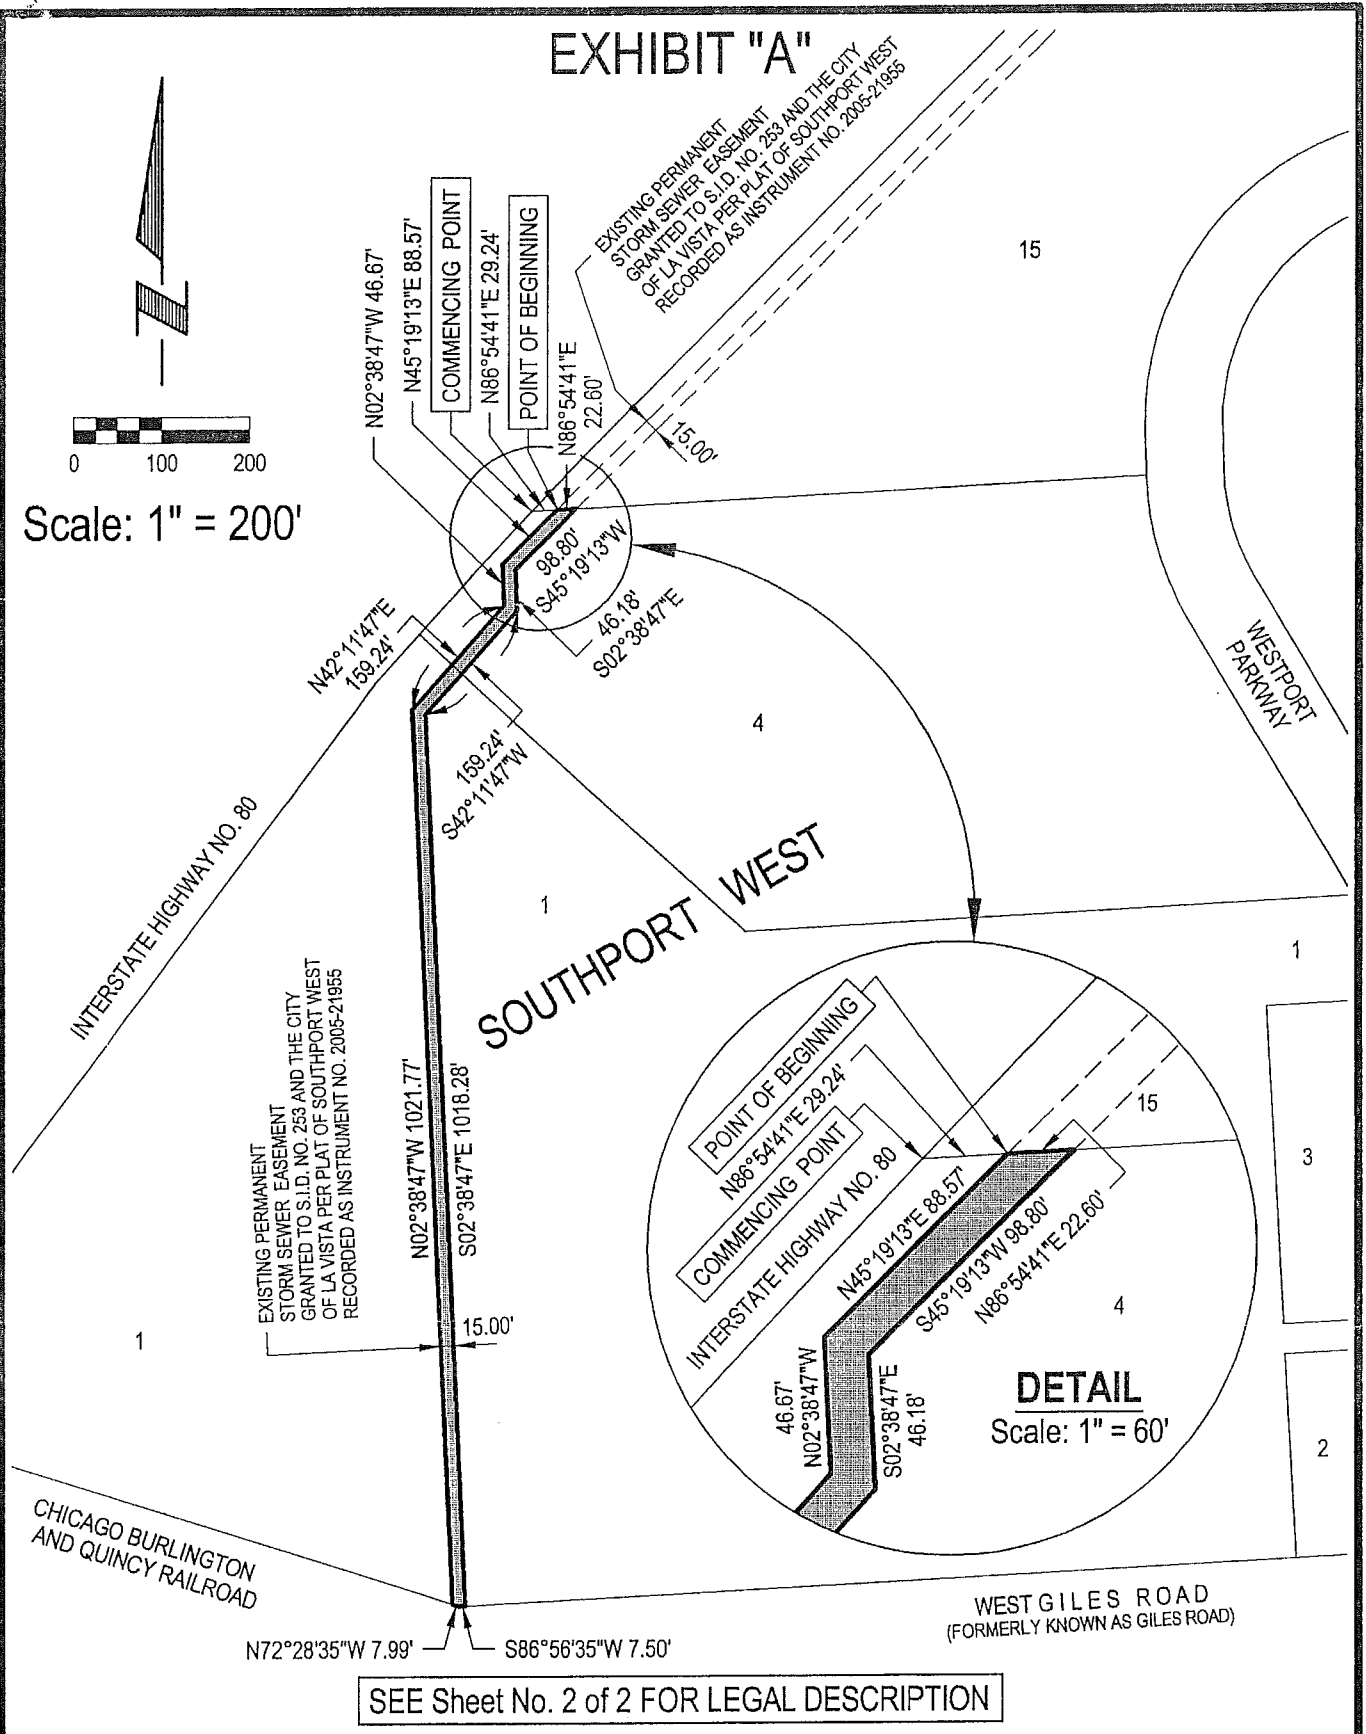 EXHIBIT "A"
EXISTING PERMANENT
STORM SEWER EASEMENT
GRANTED TO S.I.D. NO. 253 AND THE CITY
OF LA VISTA PER PLAT OF SOUTHPORT WEST
RECORDED AS INSTRUMENT NO. 2005-21955
15
N02°38'47"W 46.67'
N45°19'13"E 88.57'
COMMENCING POINT
N86°54'41"E 29.24'
POINT OF BEGINNING
N86°54'41"E
22.60'
15.00'
0 100 200
Scale: 1" = 200'
98.80'
S45°19'13"W
46.18'
S02°38'47"E
N42°11'47"E
159.24'
159.24'
S42°11'47"W
4
WESTPORT
PARKWAY
INTERSTATE HIGHWAY NO. 80
1
SOUTHPORT WEST
1
EXISTING PERMANENT
STORM SEWER EASEMENT
GRANTED TO S.I.D. NO. 253 AND THE CITY
OF LA VISTA PER PLAT OF SOUTHPORT WEST
RECORDED AS INSTRUMENT NO. 2005-21955
N02°38'47"W 1021.77'
S02°38'47"E 1018.28'
15.00'
1
POINT OF BEGINNING
N86°54'41"E 29.24'
COMMENCING POINT
INTERSTATE HIGHWAY NO. 80
15
N45°19'13"E 88.57'
S45°19'13"W 98.80'
N86°54'41"E 22.60'
4
46.67'
N02°38'47"W
S02°38'47"E
46.18'
DETAIL
Scale: 1" = 60'
3
2
CHICAGO BURLINGTON
AND QUINCY RAILROAD
WEST GILES ROAD
(FORMERLY KNOWN AS GILES ROAD)
N72°28'35"W 7.99'
S86°56'35"W 7.50'
SEE Sheet No. 2 of 2 FOR LEGAL DESCRIPTION